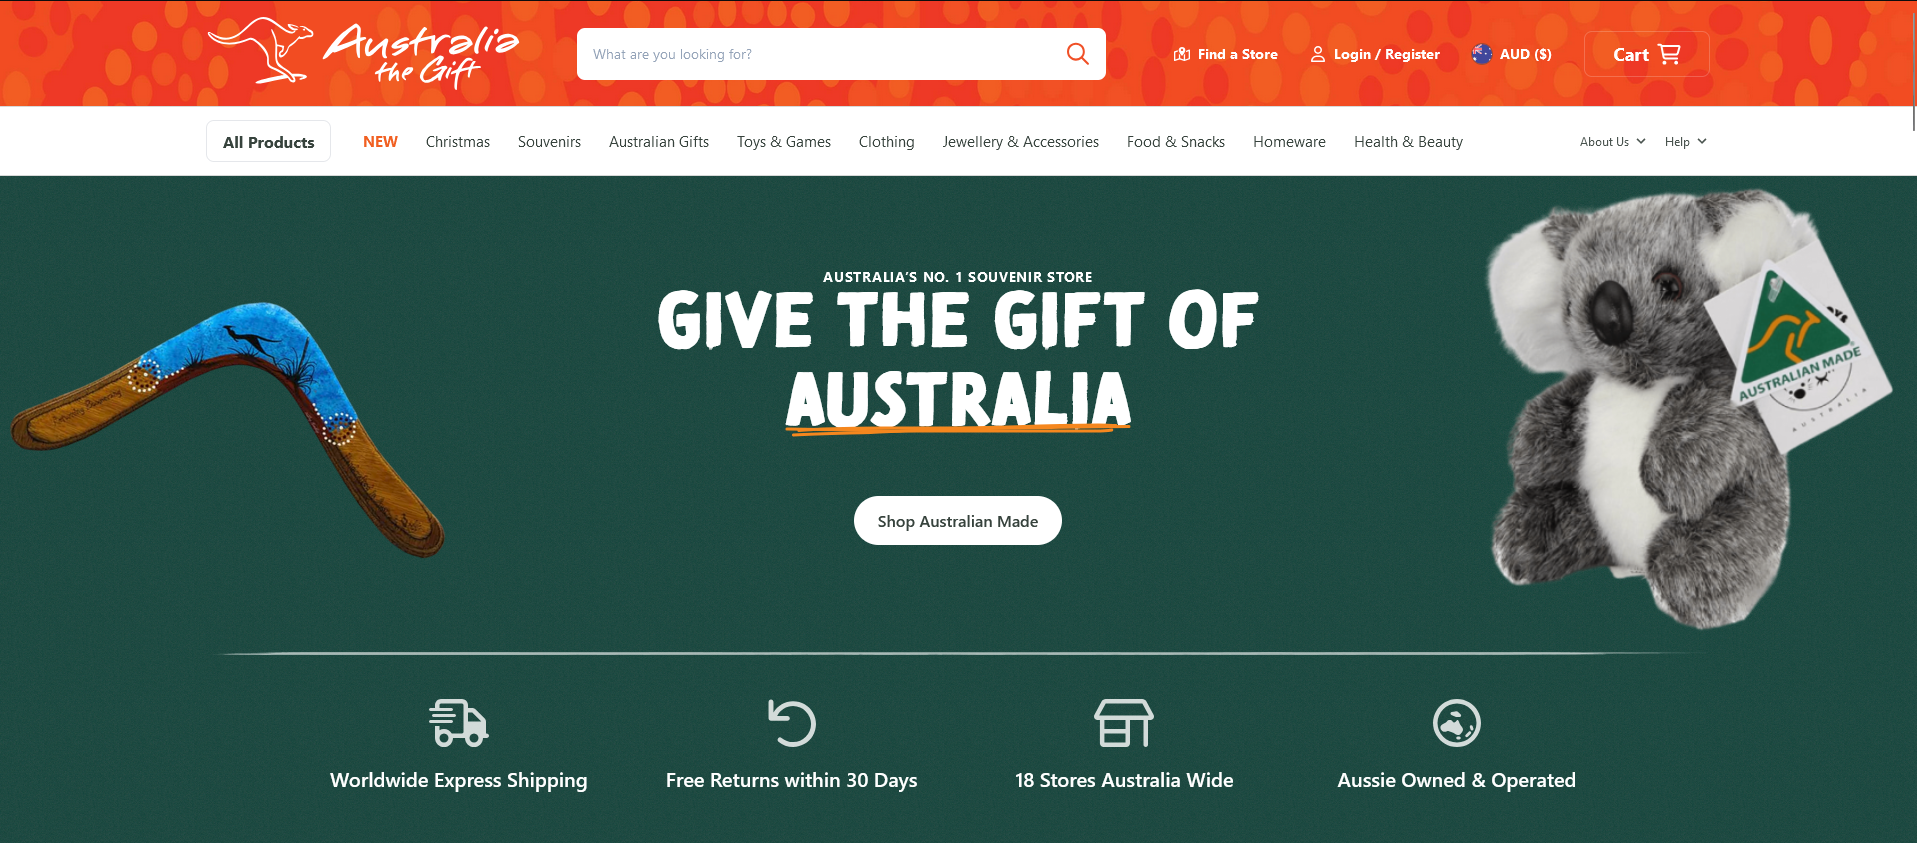 Australia
the Gift
What are you looking for?
Find a Store
Login / Register
AUD ($)
Cart
All Products
NEW
Christmas
Souvenirs
Australian Gifts
Toys & Games
Clothing
Jewellery & Accessories
Food & Snacks
Homeware
Health & Beauty
About Us
Help
AUSTRALIA'S NO. 1 SOUVENIR STORE
GIVE THE GIFT OF
AUSTRALIA
Shop Australian Made
AUSTRALIAN MADE
AUSTRALIA
Worldwide Express Shipping
Free Returns within 30 Days
18 Stores Australia Wide
Aussie Owned & Operated